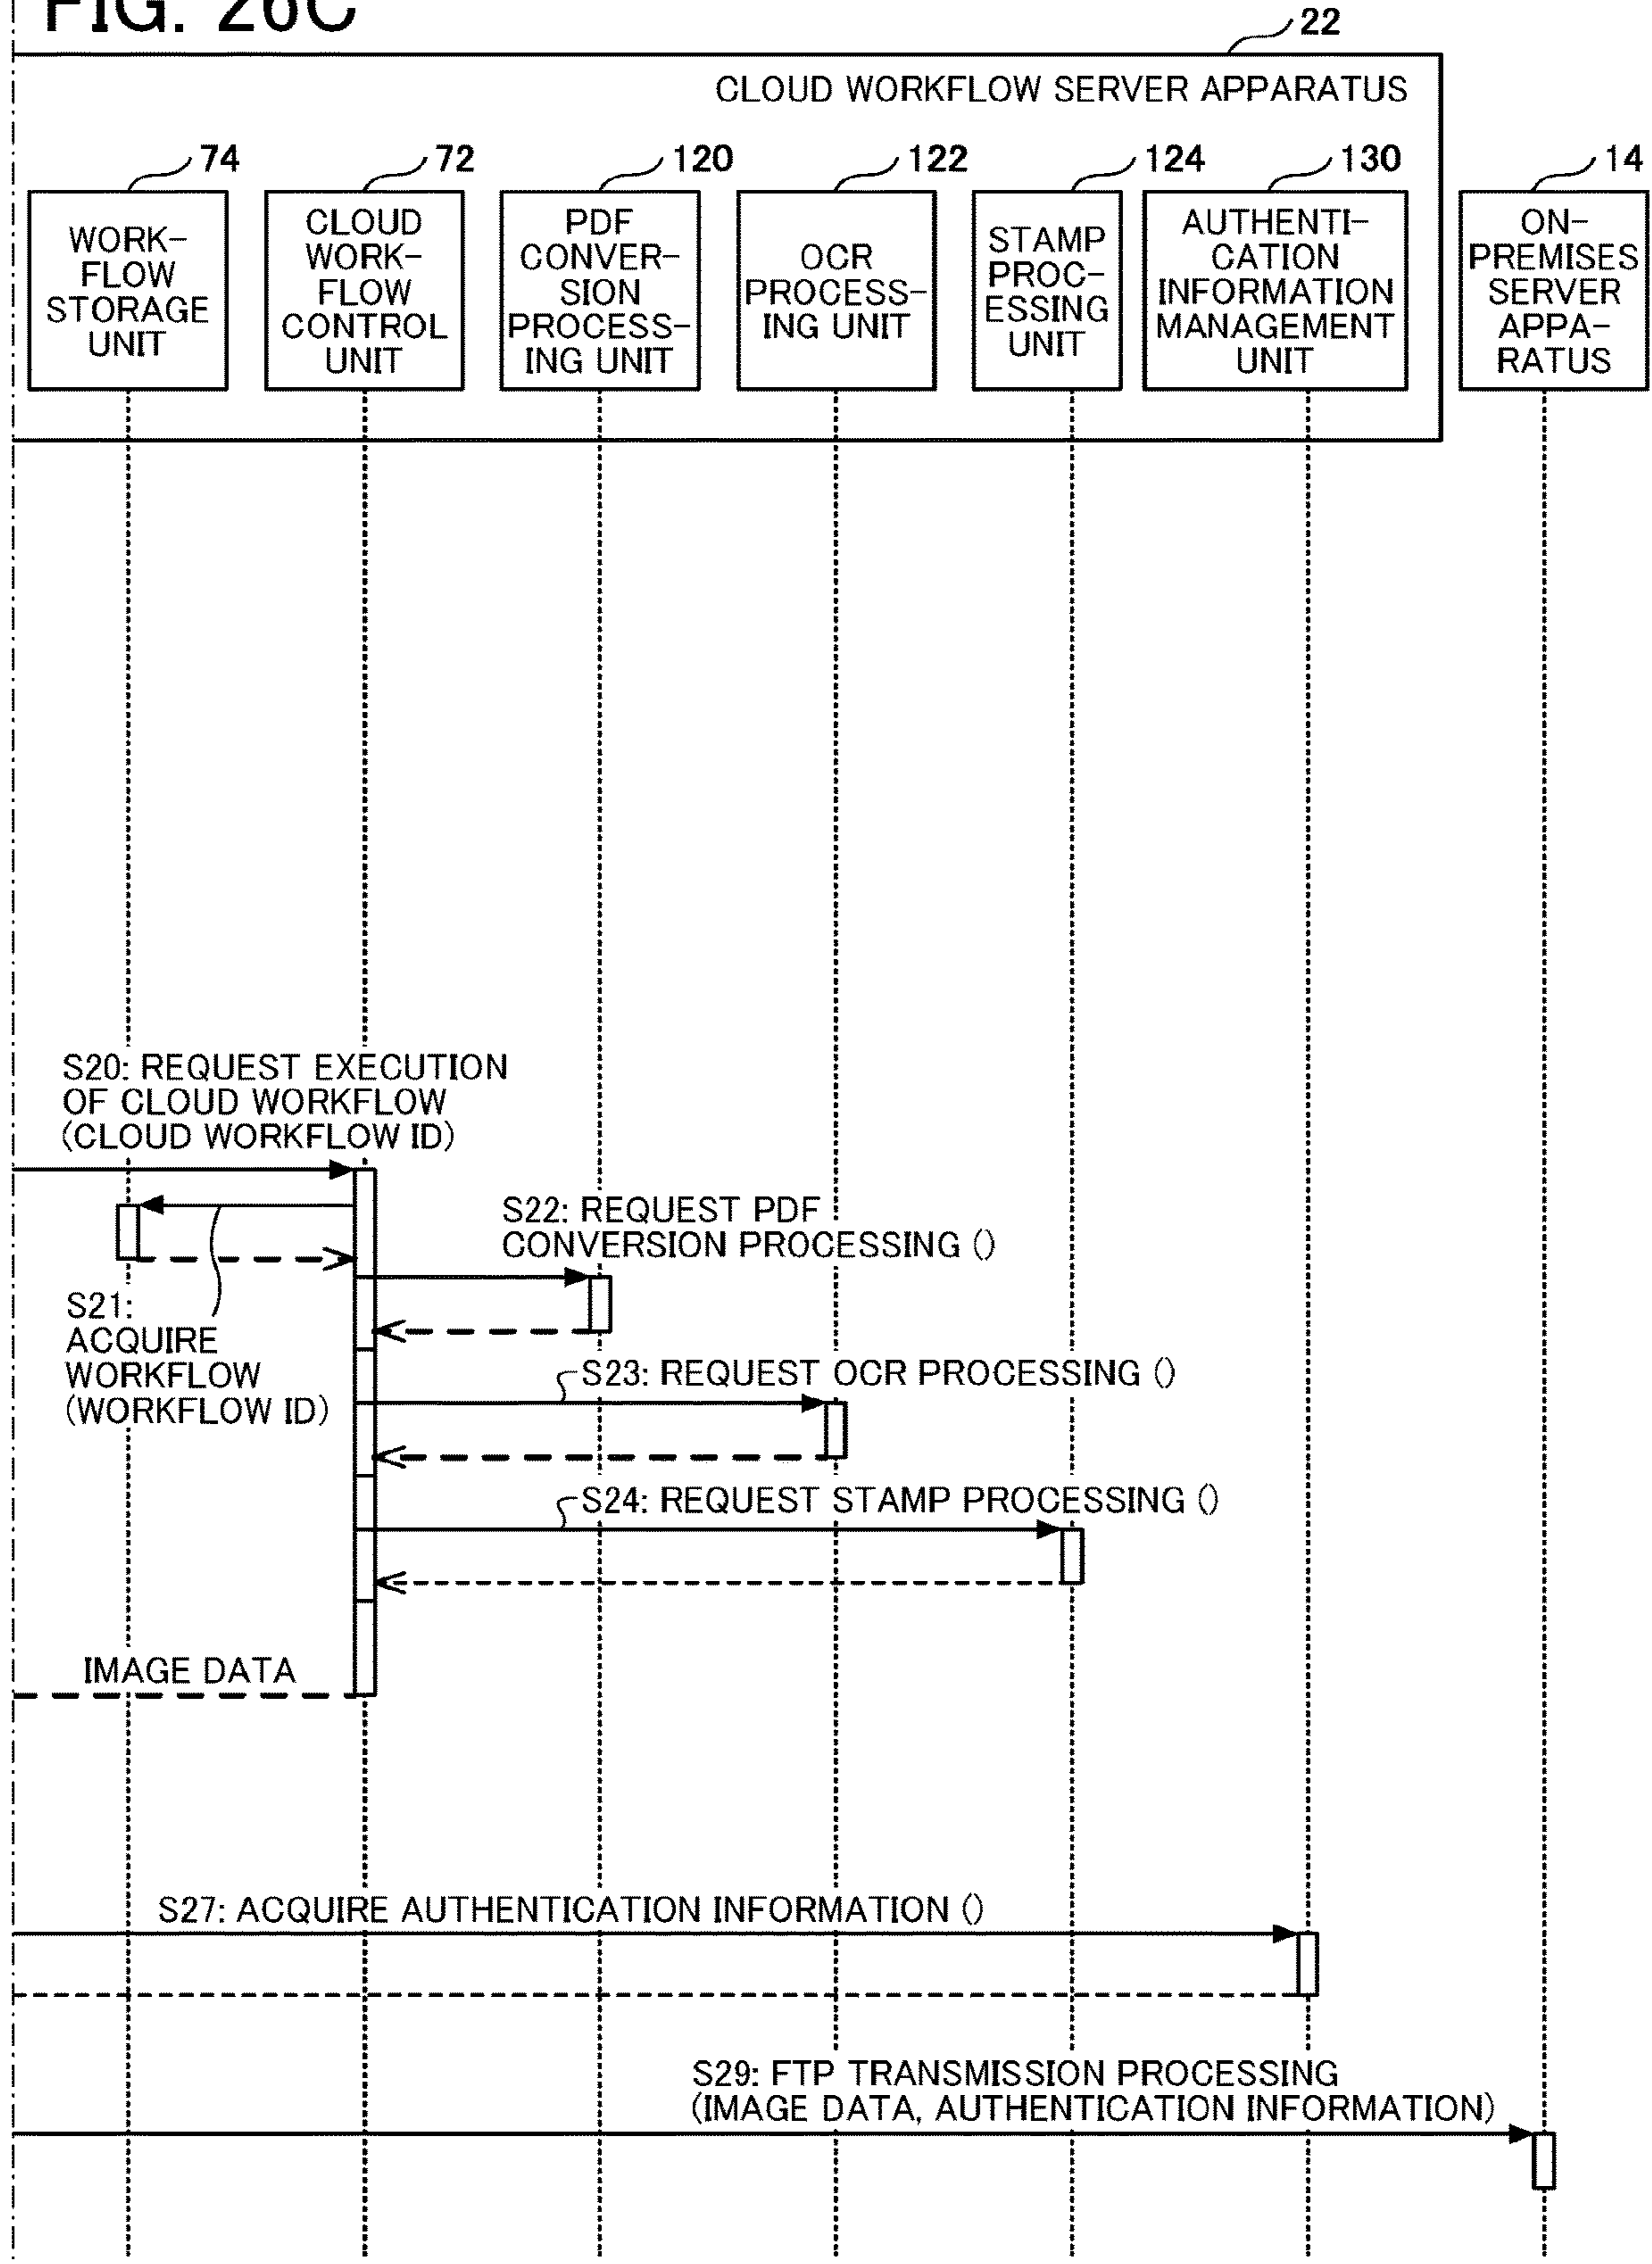 FIG. 26C
22
CLOUD WORKFLOW SERVER APPARATUS
74
WORK-
FLOW
STORAGE
UNIT
72
CLOUD
WORK-
FLOW
CONTROL
UNIT
120
PDF
CONVER-
SION
PROCESS-
ING UNIT
122
OCR
PROCESS-
ING UNIT
124
STAMP
PROC-
ESSING
UNIT
130
AUTHENTI-
CATION
INFORMATION
MANAGEMENT
UNIT
14
ON-
PREMISES
SERVER
APPA-
RATUS
S20: REQUEST EXECUTION
OF CLOUD WORKFLOW
(CLOUD WORKFLOW ID)
S21:
ACQUIRE
WORKFLOW
(WORKFLOW ID)
S22: REQUEST PDF
CONVERSION PROCESSING ()
S23: REQUEST OCR PROCESSING ()
S24: REQUEST STAMP PROCESSING ()
IMAGE DATA
S27: ACQUIRE AUTHENTICATION INFORMATION ()
S29: FTP TRANSMISSION PROCESSING
(IMAGE DATA, AUTHENTICATION INFORMATION)